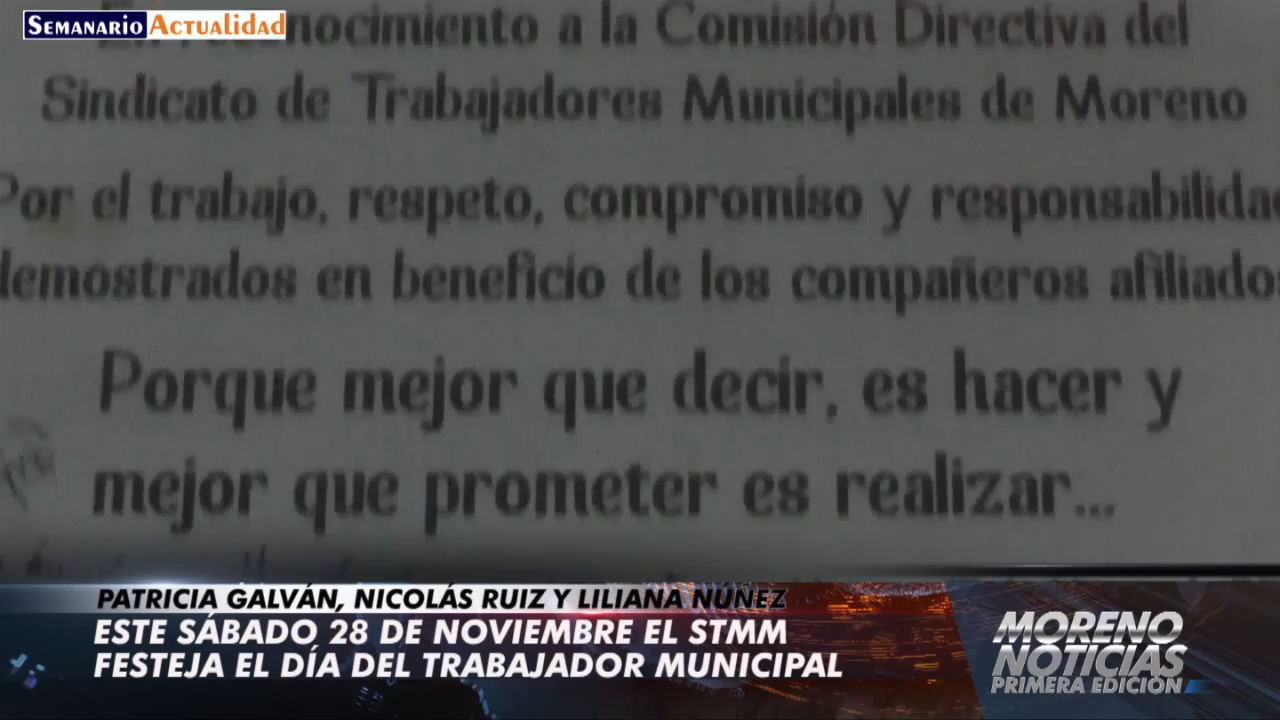 SEMANARIO ACTUALIDAD
nocimiento a la Comisión Directiva del
Sindicato de Trabajadores Municipales de Moreno
Por el trabajo, respeto, compromiso y responsabilidad
demostrados en beneficio de los compañeros afiliados
Porque mejor que decir, es hacer y
mejor que prometer es realizar...
PATRICIA GALVÁN, NICOLÁS RUIZ Y LILIANA NÚÑEZ
ESTE SÁBADO 28 DE NOVIEMBRE EL STMM
FESTEJA EL DÍA DEL TRABAJADOR MUNICIPAL
MORENO
NOTICIAS
PRIMERA EDICIÓN